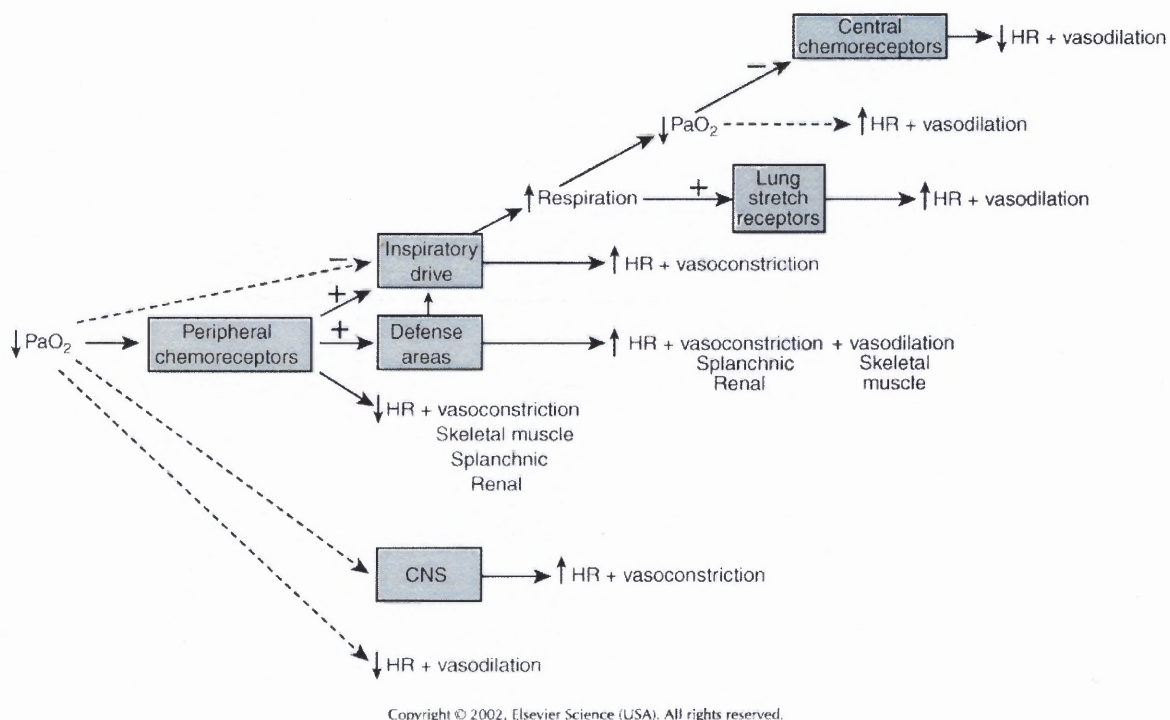 Central
chemoreceptors
↓ HR + vasodilation
−
↓ PaO₂
↑ HR + vasodilation
↑ Respiration
+
Lung
stretch
receptors
↑ HR + vasodilation
−
Inspiratory
drive
↑ HR + vasoconstriction
+
↓ PaO₂
Peripheral
chemoreceptors
+
Defense
areas
↑ HR + vasoconstriction + vasodilation
Splanchnic Skeletal
Renal muscle
↓ HR + vasoconstriction
Skeletal muscle
Splanchnic
Renal
CNS
↑ HR + vasoconstriction
↓ HR + vasodilation
Copyright © 2002, Elsevier Science (USA). All rights reserved.